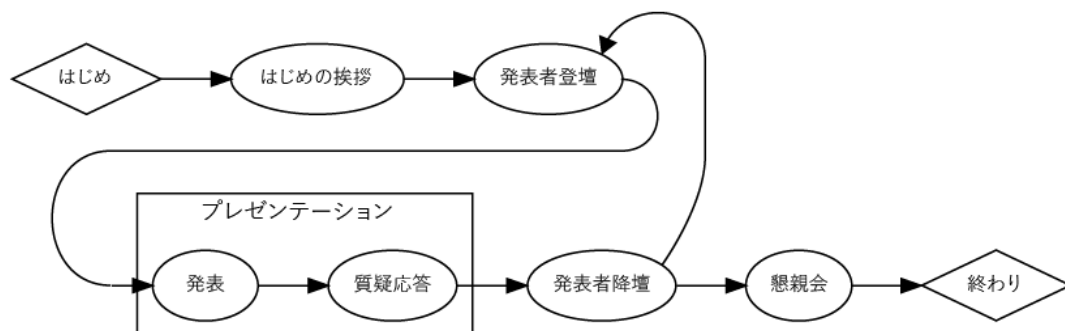 はじめ
はじめの挨拶
発表者登壇
プレゼンテーション
発表
質疑応答
発表者降壇
懇親会
終わり